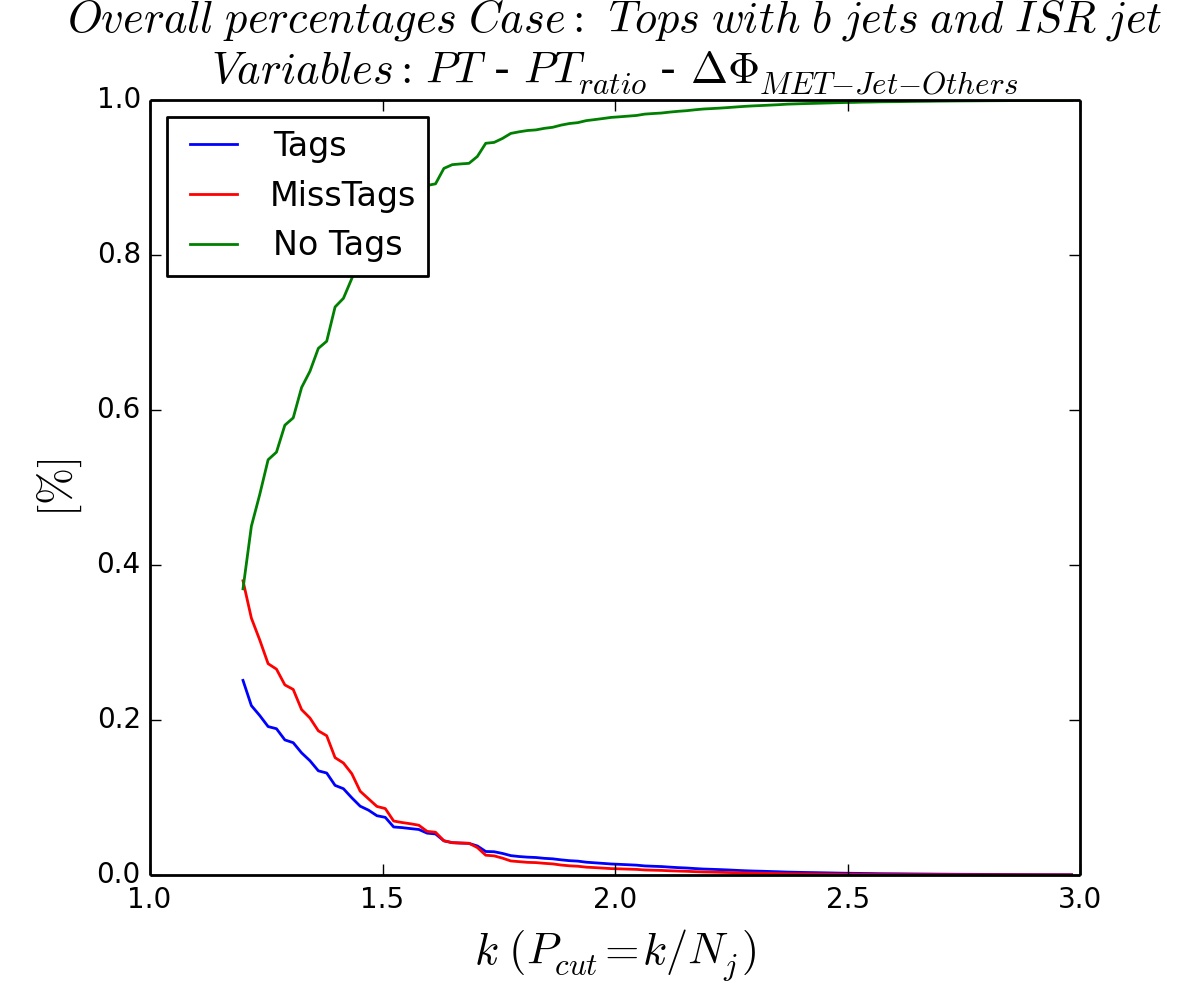 Overall percentages Case: Tops with b jets and ISR jet
Variables: PT - PT_ratio - ΔΦ_MET−Jet−Others
1.0
Tags
MissTags
No Tags
0.8
0.6
[%]
0.4
0.2
0.0
1.0 1.5 2.0 2.5 3.0
k (P_cut = k/N_j)